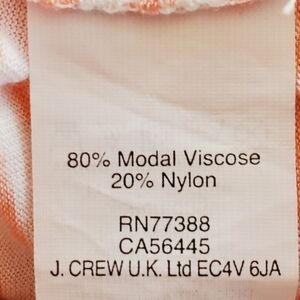 80% Modal Viscose
20% Nylon
RN77388
CA56445
J. CREW U.K. Ltd EC4V 6JA